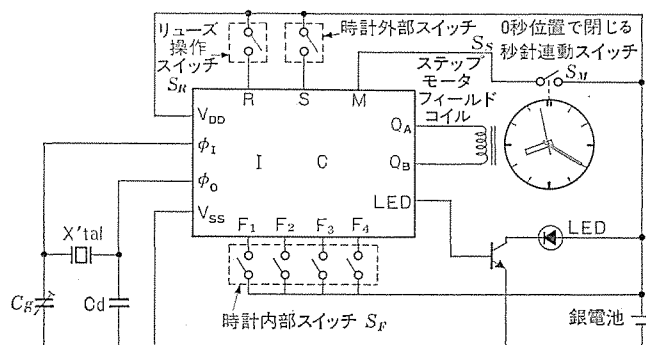 リューズ
操作
スイッチ
S_R
時計外部スイッチ
S_S
0秒位置で閉じる
秒針連動スイッチ
S_M
ステップ
モータ
フィールド
コイル
R
S
M
V_DD
φ_I
φ_O
V_SS
I C
Q_A
Q_B
LED
F_1 F_2 F_3 F_4
X'tal
Cg
Cd
時計内部スイッチ S_F
LED
銀電池